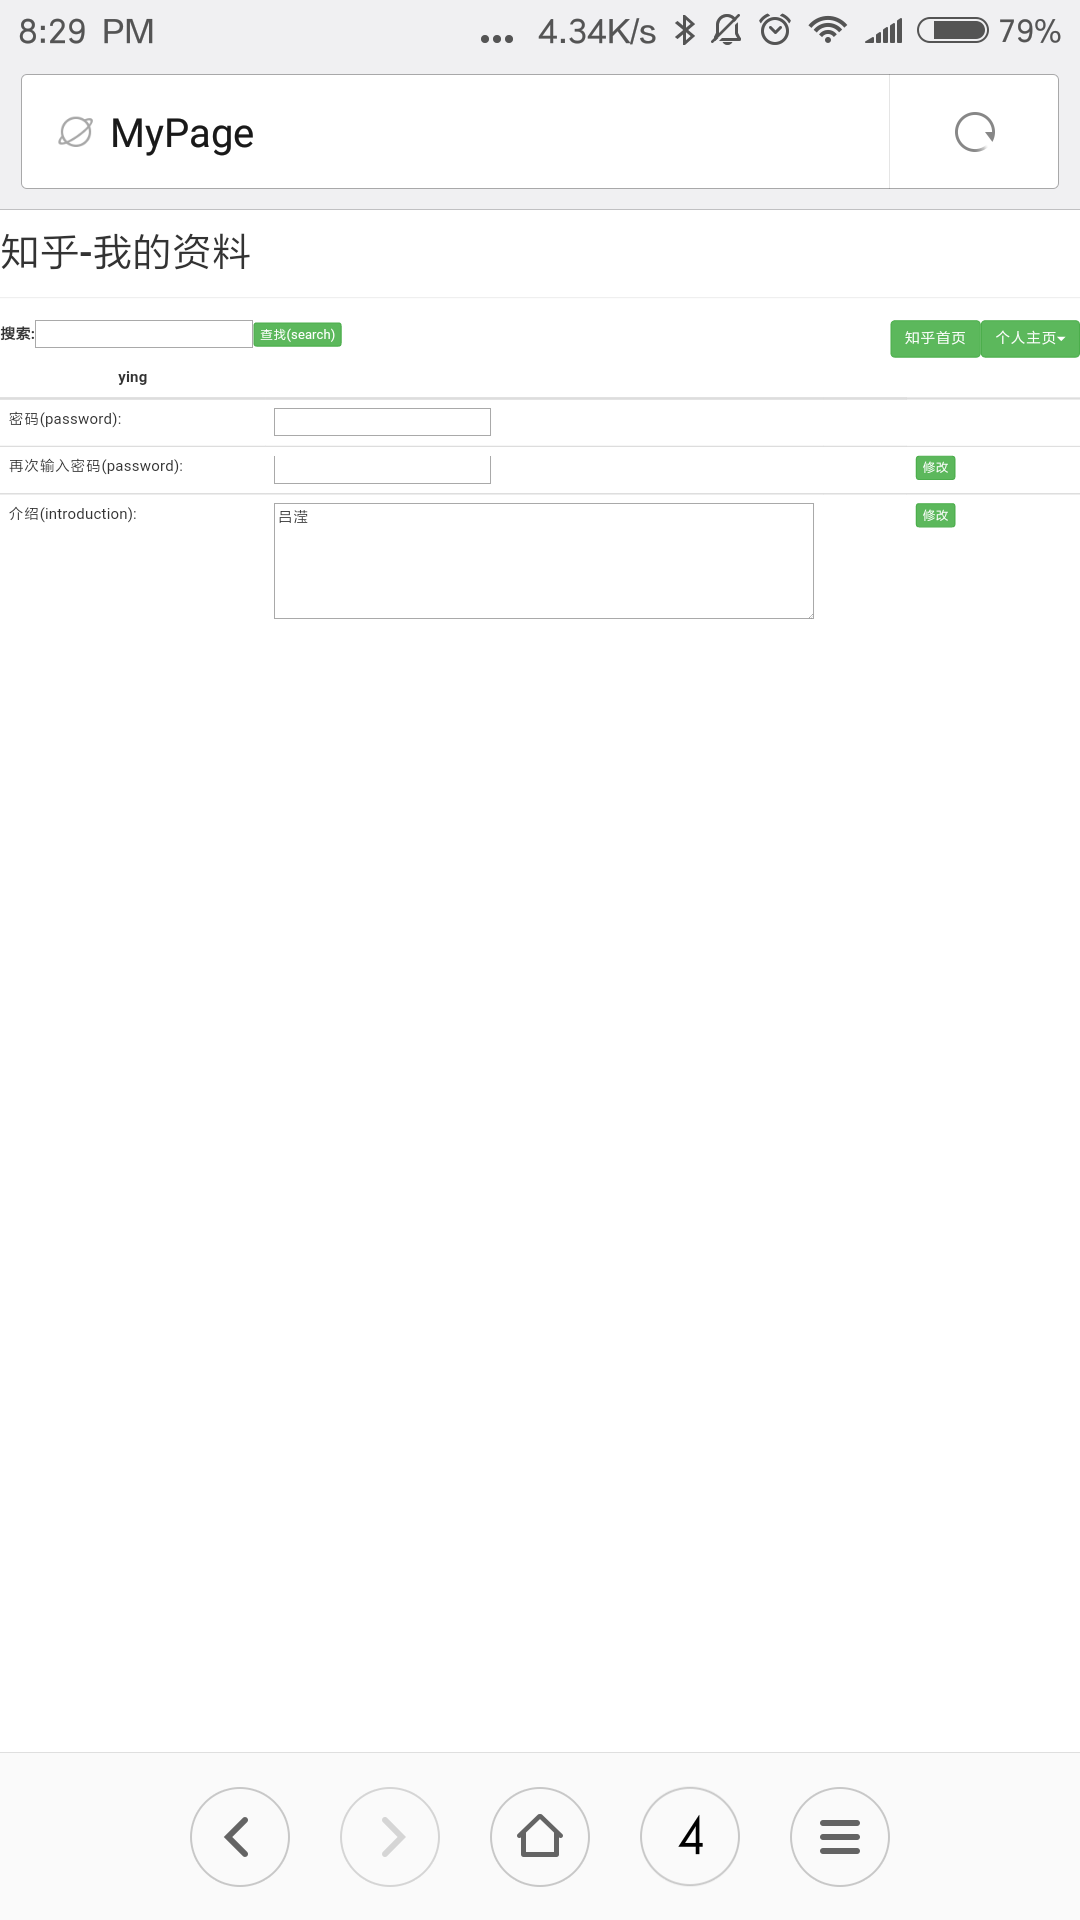 8:29 PM ... 4.34K/s 79%
MyPage
知乎-我的资料
搜索: 查找(search) 知乎首页 个人主页
ying
密码(password):
再次输入密码(password): 修改
介绍(introduction): 吕滢 修改
4